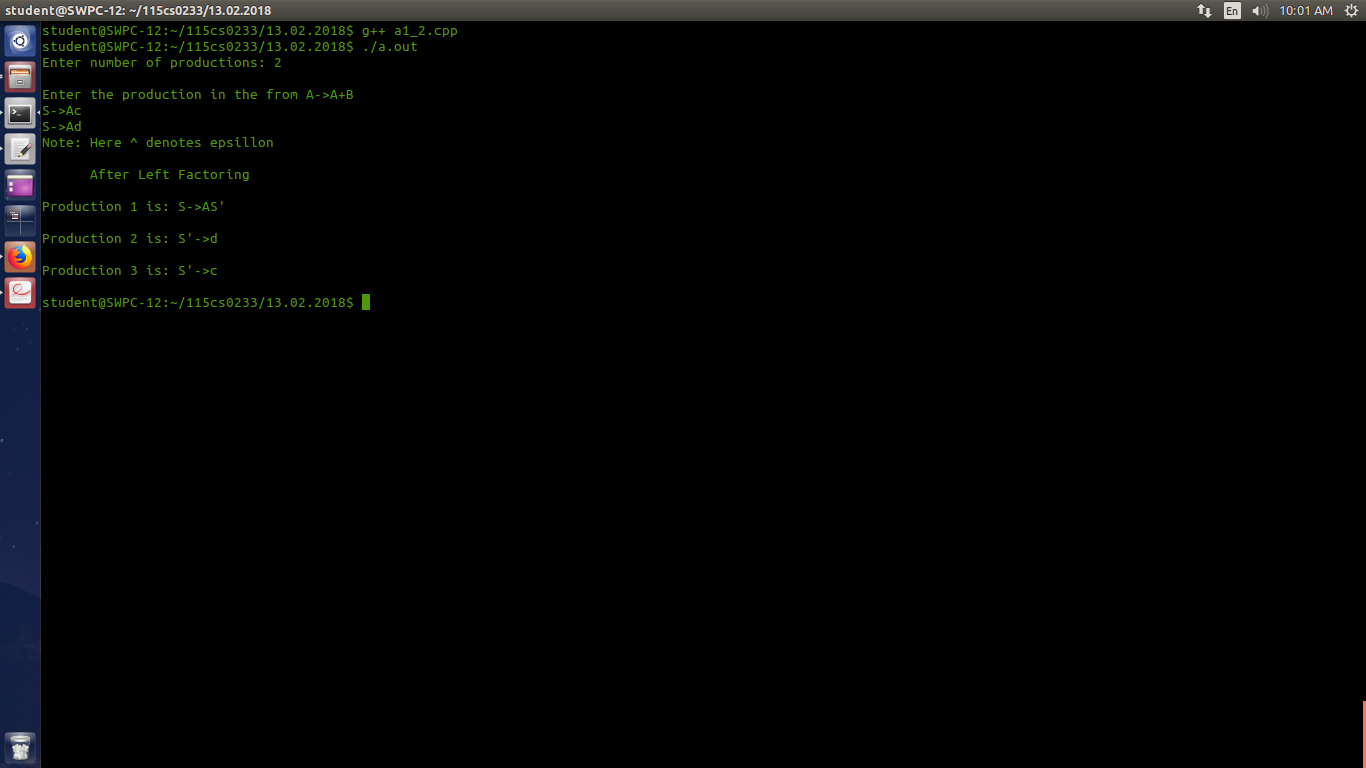 student@SWPC-12: ~/115cs0233/13.02.2018
En
10:01 AM
student@SWPC-12:~/115cs0233/13.02.2018$ g++ a1_2.cpp
student@SWPC-12:~/115cs0233/13.02.2018$ ./a.out
Enter number of productions: 2
Enter the production in the from A->A+B
S->Ac
S->Ad
Note: Here ^ denotes epsillon
After Left Factoring
Production 1 is: S->AS'
Production 2 is: S'->d
Production 3 is: S'->c
student@SWPC-12:~/115cs0233/13.02.2018$